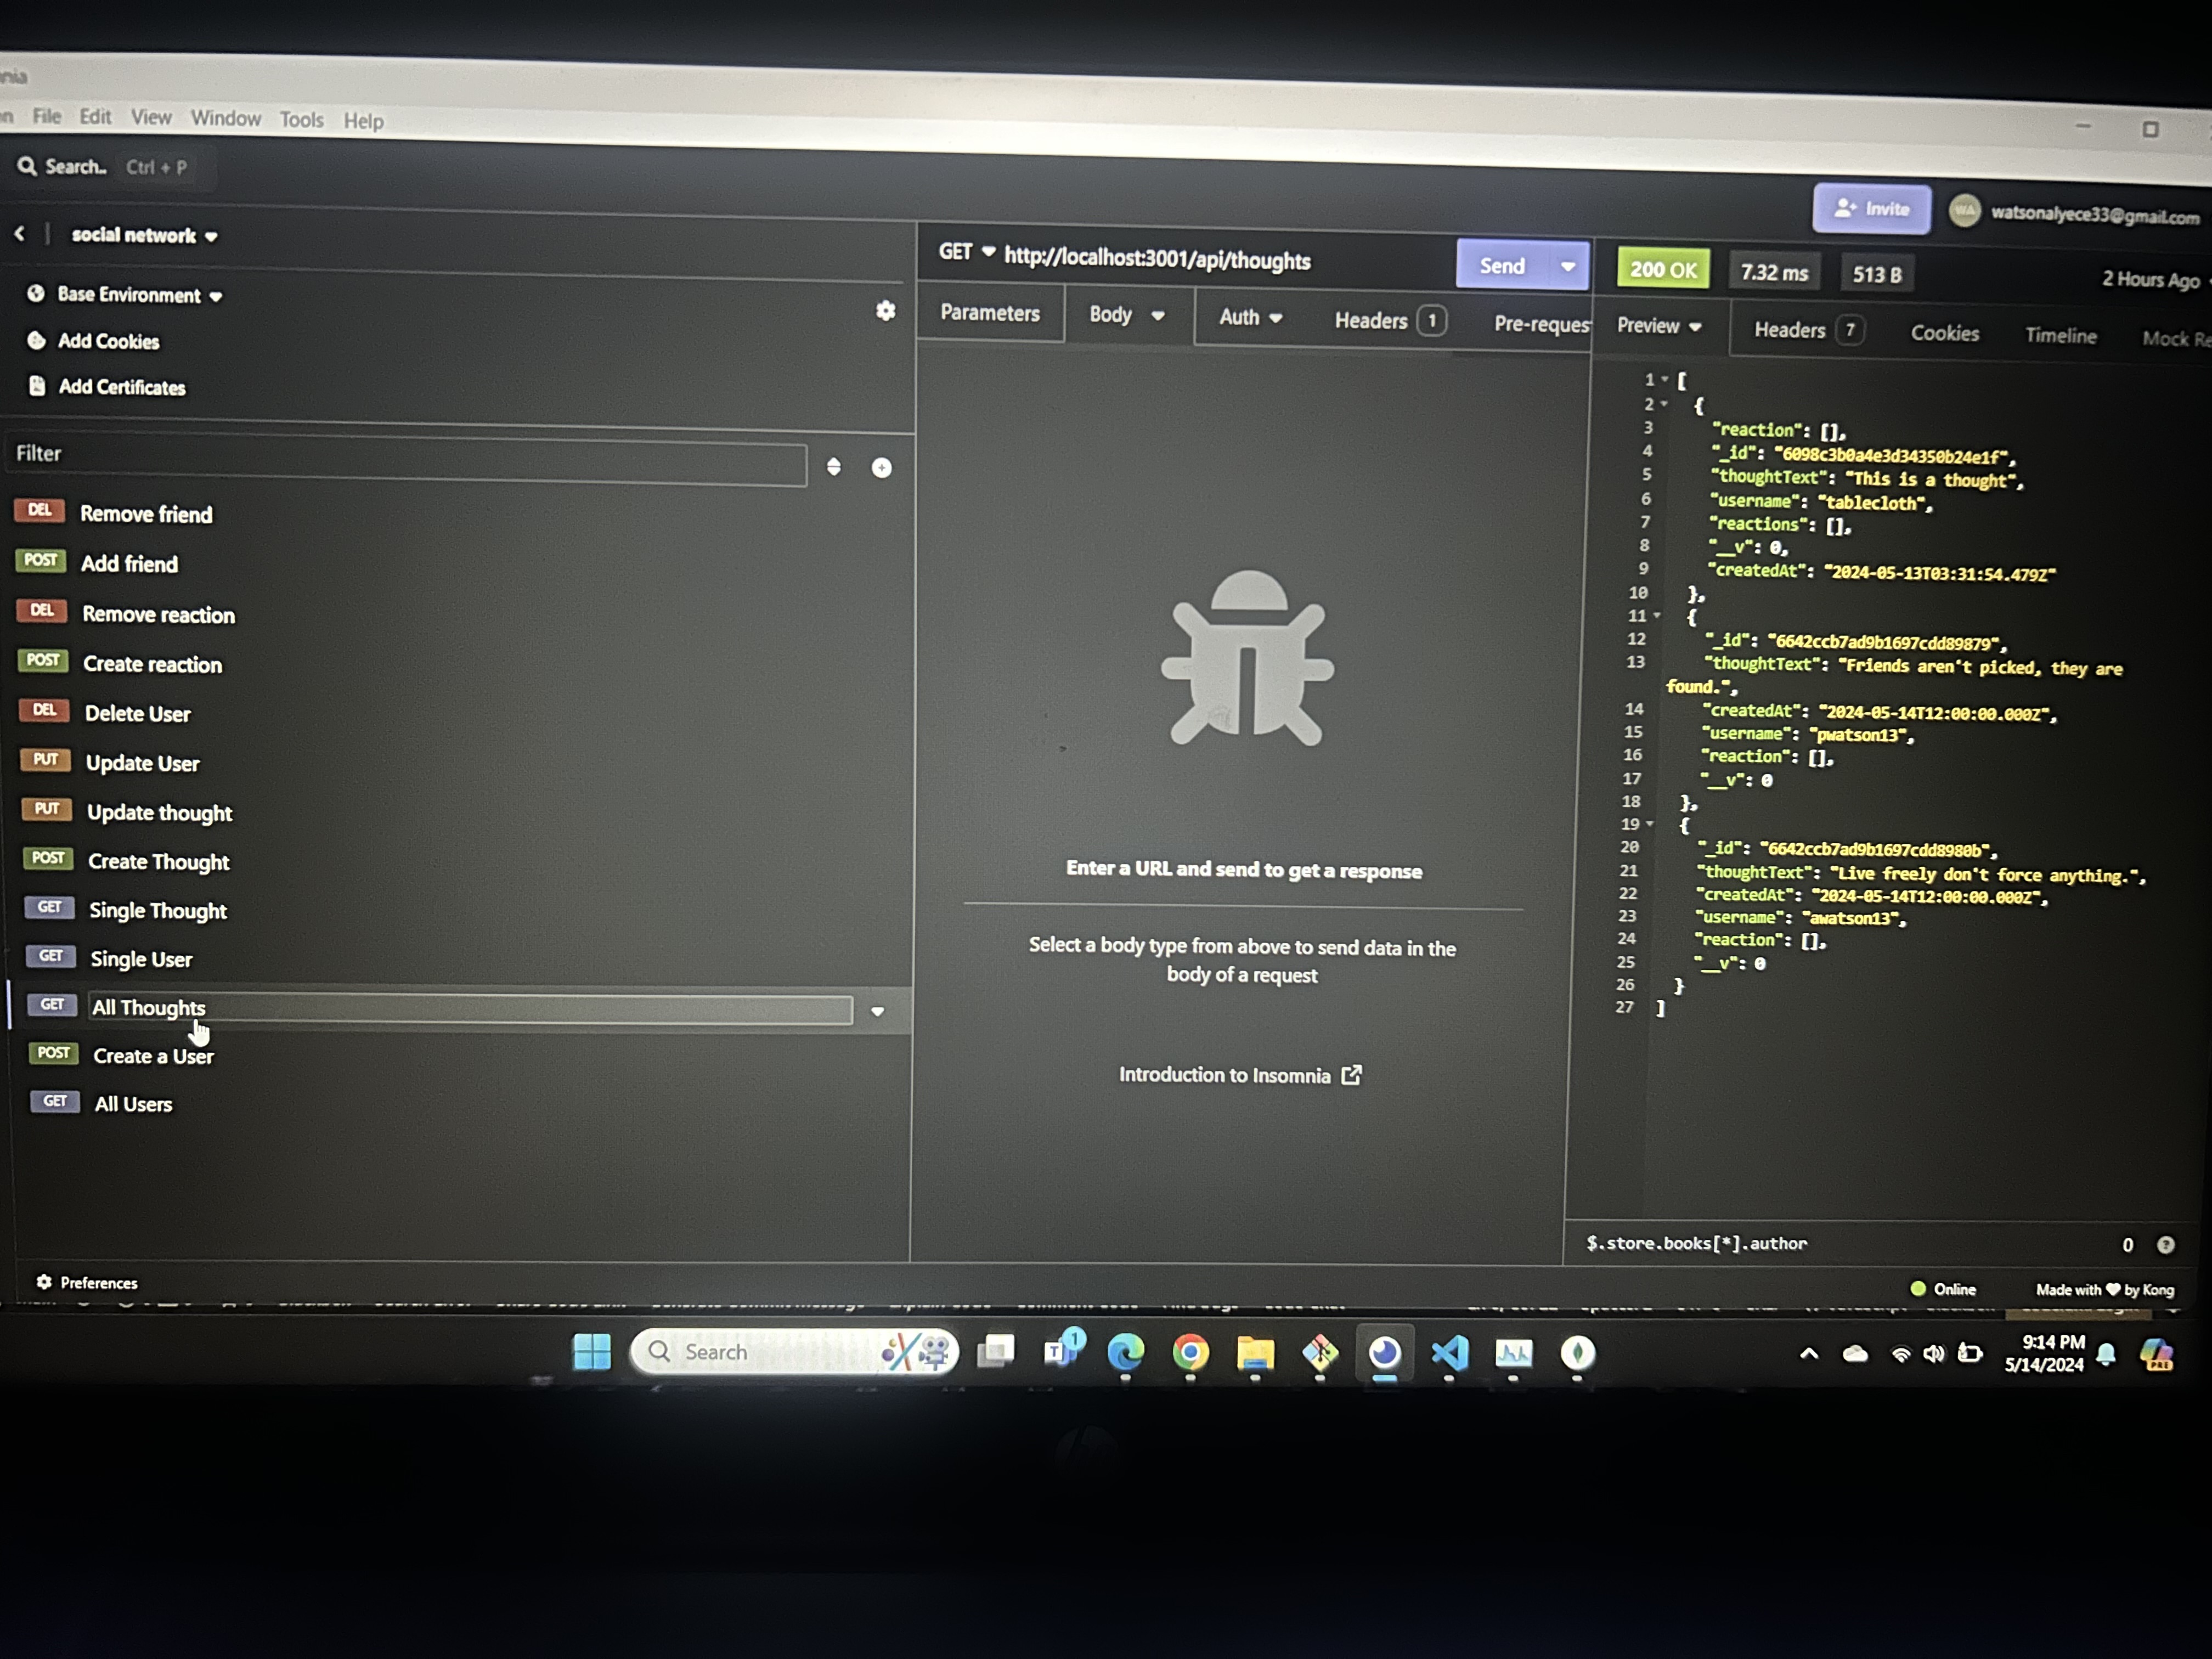 File Edit View Window Tools Help
Search.. Ctrl + P
Invite
WA watsonalyece33@gmail.com
social network
GET http://localhost:3001/api/thoughts
Send
200 OK 7.32 ms 513 B 2 Hours Ago
Base Environment
Add Cookies
Add Certificates
Parameters Body Auth Headers 1 Pre-reques
Preview Headers 7 Cookies Timeline Mock Re
Filter
DEL Remove friend
POST Add friend
DEL Remove reaction
POST Create reaction
DEL Delete User
PUT Update User
PUT Update thought
POST Create Thought
GET Single Thought
GET Single User
GET All Thoughts
POST Create a User
GET All Users
Enter a URL and send to get a response
Select a body type from above to send data in the
body of a request
Introduction to Insomnia
1 [
2 {
3 "reaction": [],
4 "_id": "6098c3b0a4e3d34350b24e1f",
5 "thoughtText": "This is a thought",
6 "username": "tablecloth",
7 "reactions": [],
8 "__v": 0,
9 "createdAt": "2024-05-13T03:31:54.479Z"
10 },
11 {
12 "_id": "6642ccb7ad9b1697cdd89879",
13 "thoughtText": "Friends aren't picked, they are
found.",
14 "createdAt": "2024-05-14T12:00:00.000Z",
15 "username": "pwatson13",
16 "reaction": [],
17 "__v": 0
18 },
19 {
20 "_id": "6642ccb7ad9b1697cdd8980b",
21 "thoughtText": "Live freely don't force anything.",
22 "createdAt": "2024-05-14T12:00:00.000Z",
23 "username": "awatson13",
24 "reaction": [],
25 "__v": 0
26 }
27 ]
$.store.books[*].author 0
Preferences
Online Made with by Kong
Search
1
9:14 PM
5/14/2024
PRE